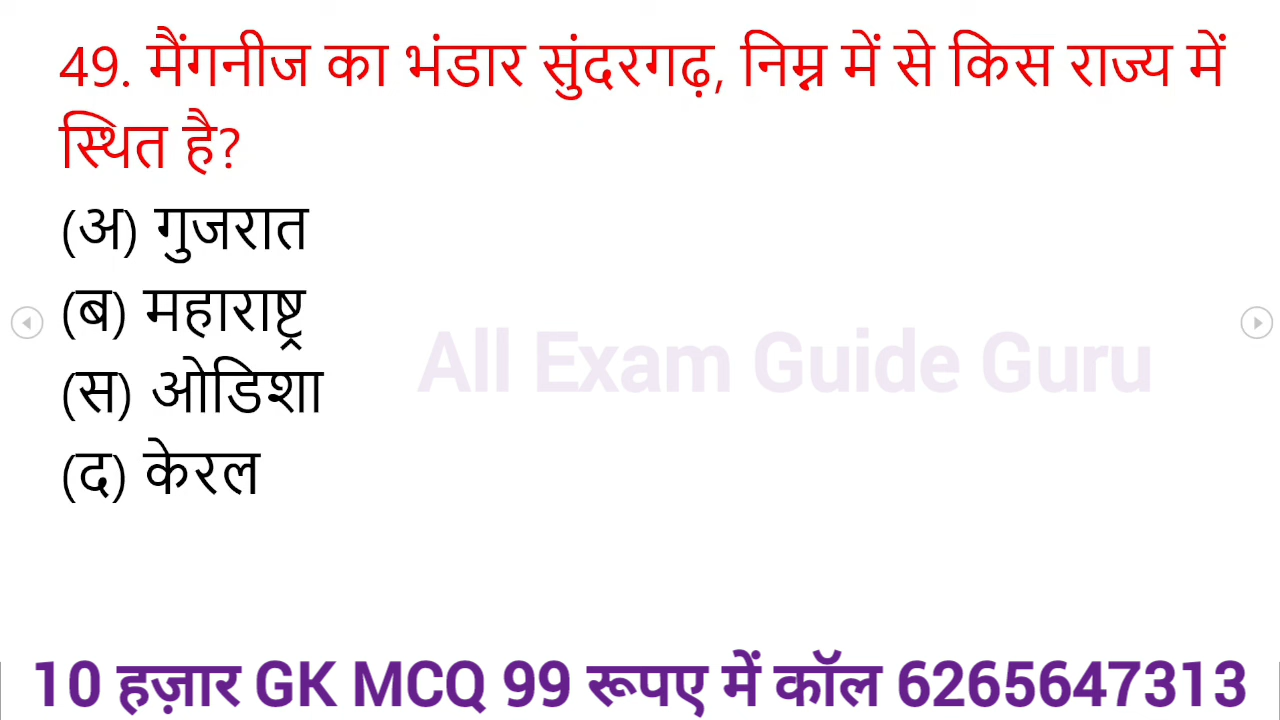 49. मैंगनीज का भंडार सुंदरगढ़, निम्न में से किस राज्य में
स्थित है?
(अ) गुजरात
(ब) महाराष्ट्र
(स) ओडिशा
(द) केरल
All Exam Guide Guru
10 हज़ार GK MCQ 99 रूपए में कॉल 6265647313